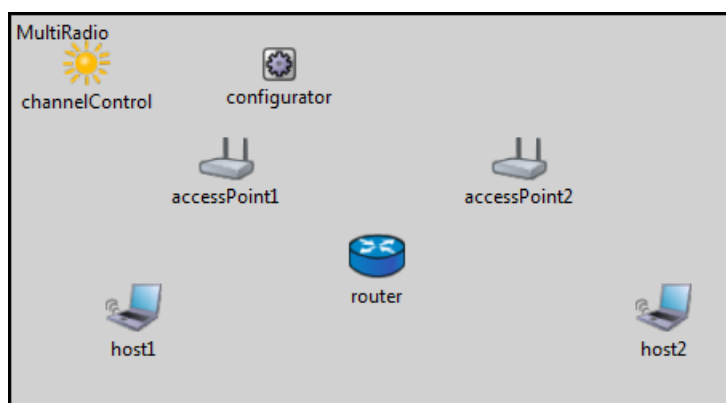 MultiRadio
channelControl
configurator
accessPoint1
accessPoint2
router
host1
host2